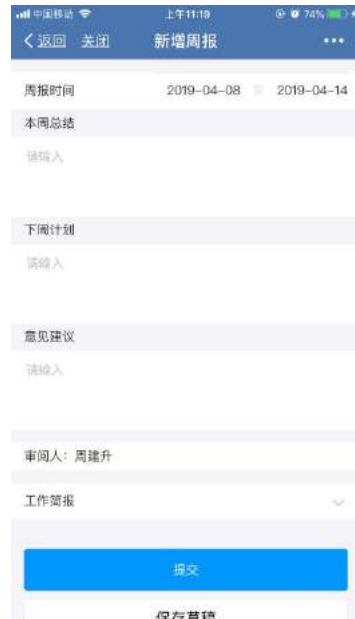 中国移动 上午11:19 74%
返回 关闭 新增周报
周报时间 2019-04-08 至 2019-04-14
本周总结
请输入
下周计划
请输入
意见建议
请输入
审阅人：周建升
工作简报
提交
保存草稿